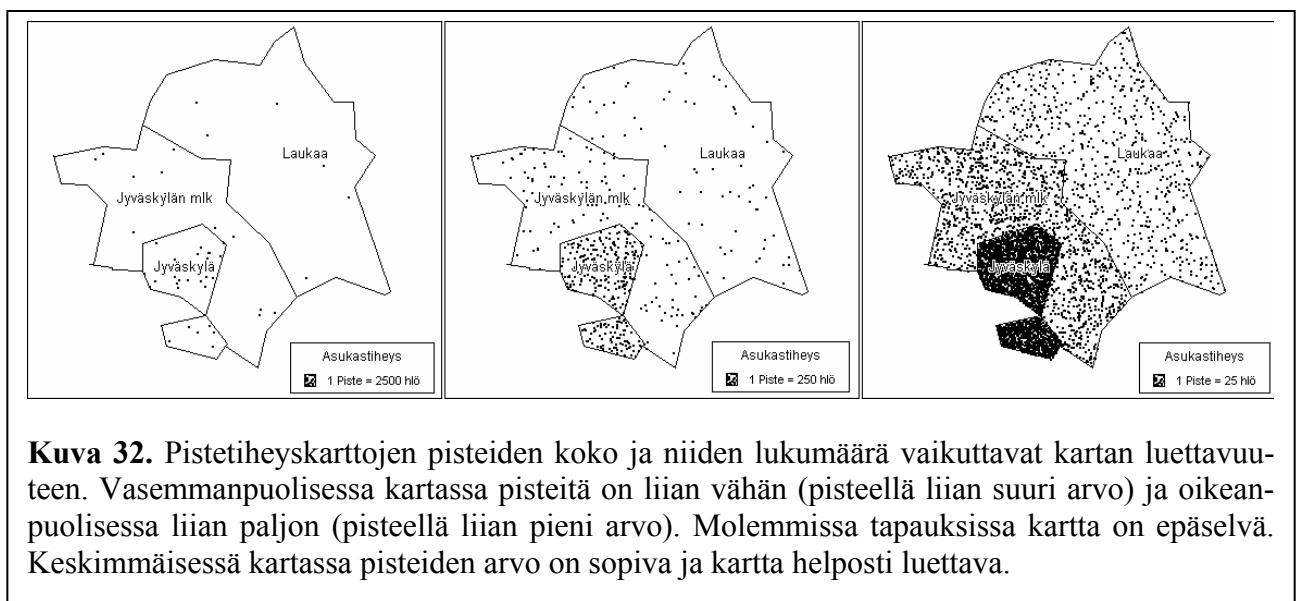 Laukaa
Jyväskylän mlk
Jyväskylä
Asukastiheys
1 Piste = 2500 hlö
Laukaa
Jyväskylän mlk
Jyväskylä
Asukastiheys
1 Piste = 250 hlö
Laukaa
Jyväskylän mlk
Jyväskylä
Asukastiheys
1 Piste = 25 hlö
Kuva 32. Pistetiheyskarttojen pisteiden koko ja niiden lukumäärä vaikuttavat kartan luettavuu-
teen. Vasemmanpuolisessa kartassa pisteitä on liian vähän (pisteellä liian suuri arvo) ja oikean-
puolisessa liian paljon (pisteellä liian pieni arvo). Molemmissa tapauksissa kartta on epäselvä.
Keskimmäisessä kartassa pisteiden arvo on sopiva ja kartta helposti luettava.